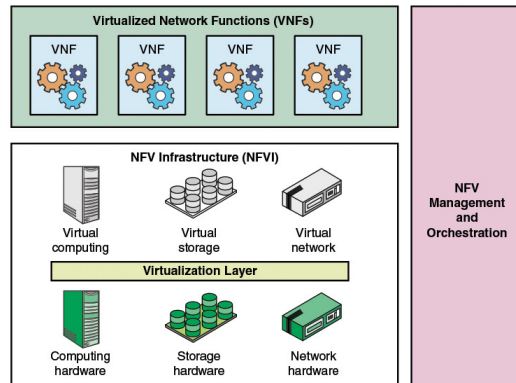 Virtualized Network Functions (VNFs)
VNF
VNF
VNF
VNF
NFV Infrastructure (NFVI)
Virtual
computing
Virtual
storage
Virtual
network
Virtualization Layer
Computing
hardware
Storage
hardware
Network
hardware
NFV
Management
and
Orchestration